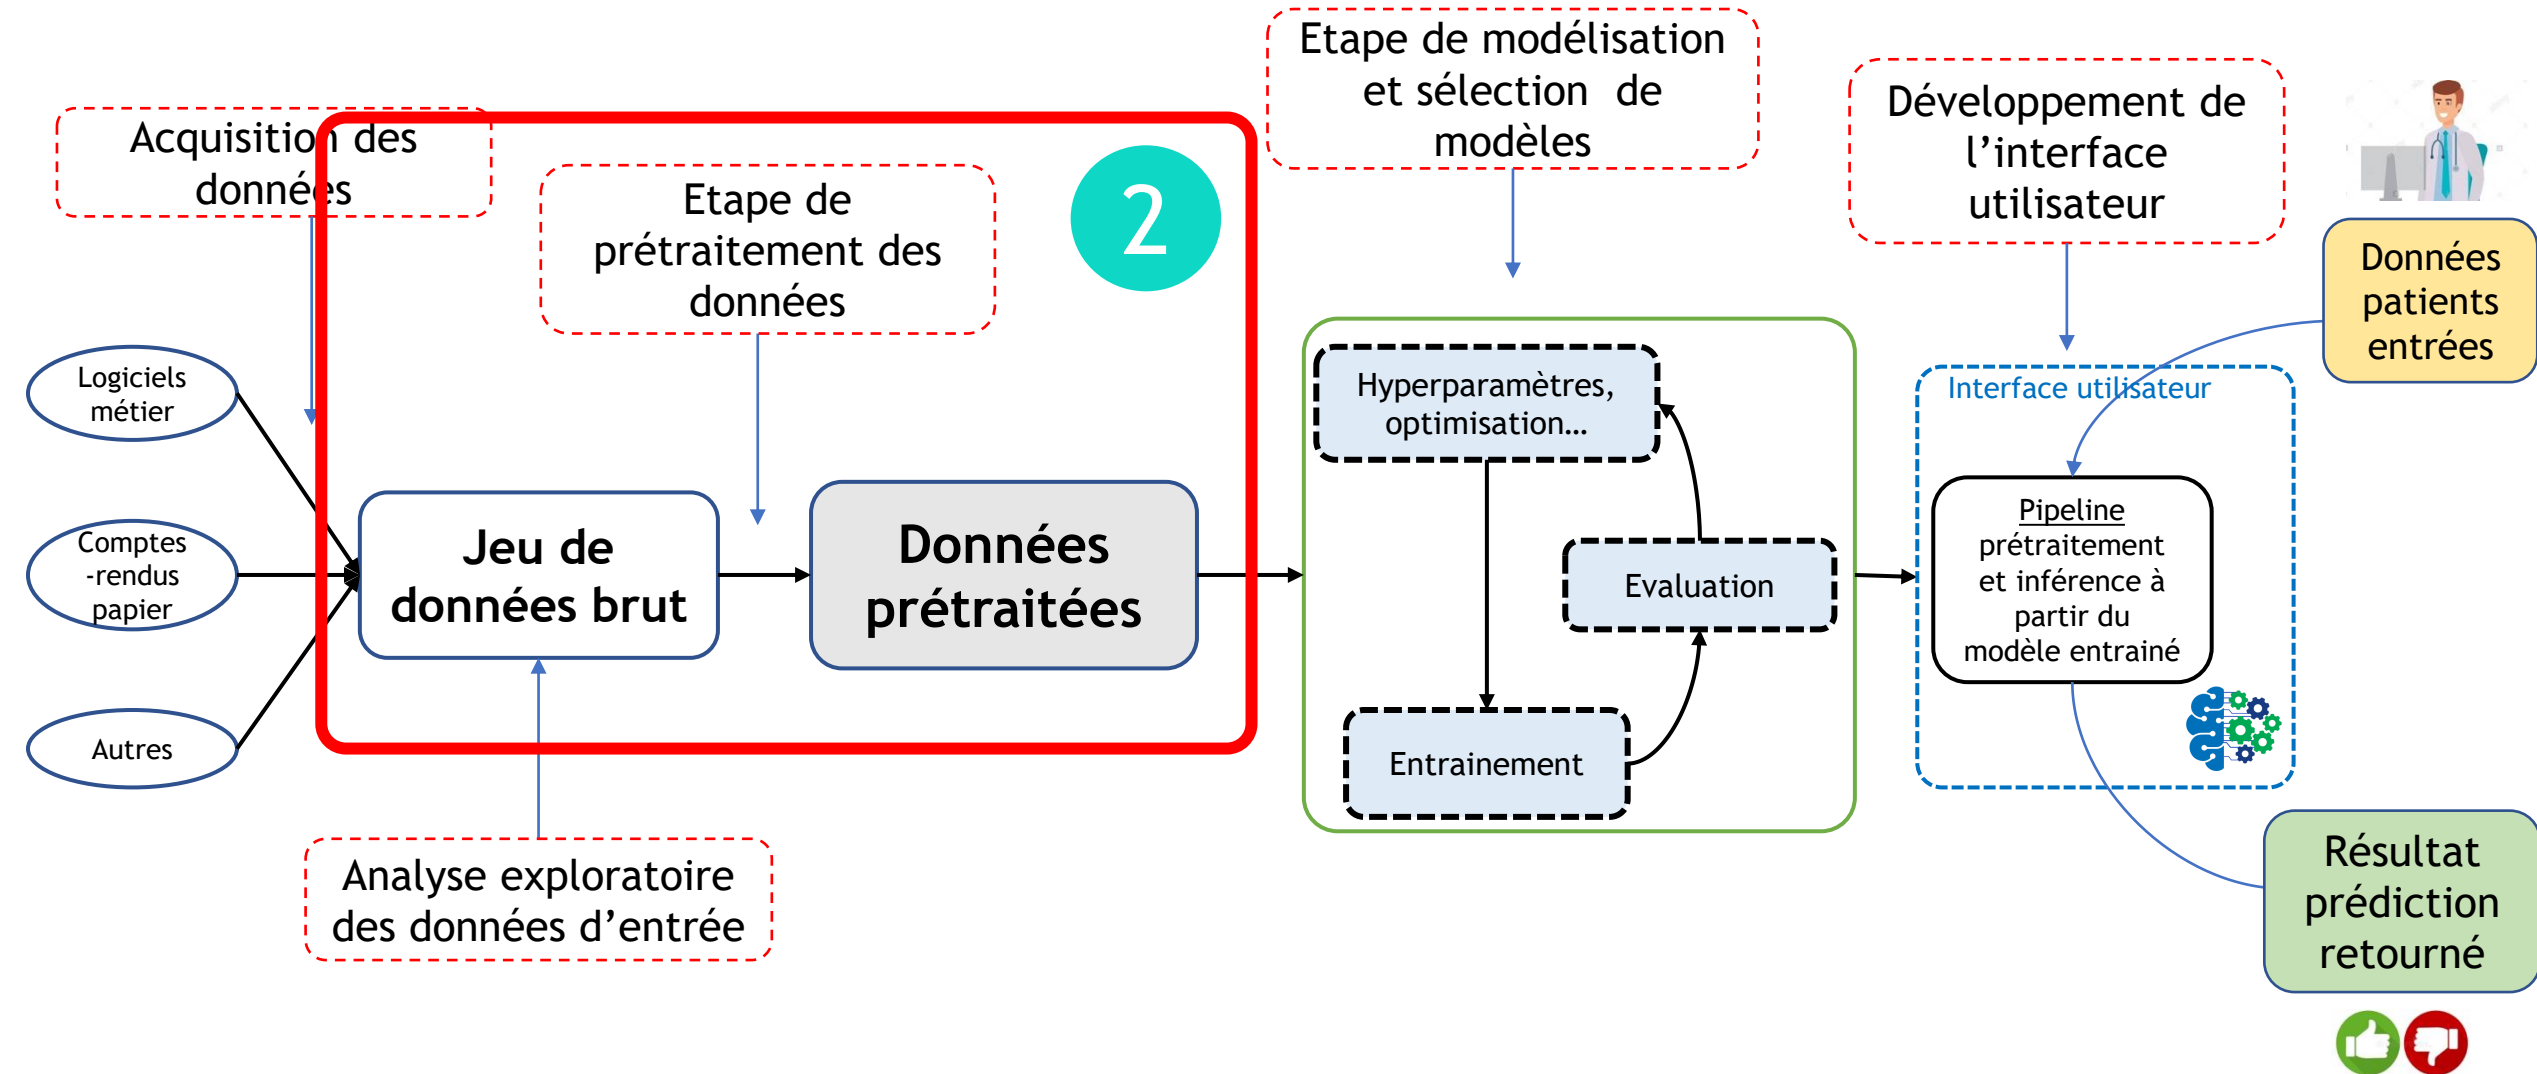 Acquisition des
données
Etape de
prétraitement des
données
2
Etape de modélisation
et sélection de
modèles
Développement de
l’interface
utilisateur
Données
patients
entrées
Logiciels
métier
Comptes
-rendus
papier
Autres
Jeu de
données brut
Données
prétraitées
Hyperparamètres,
optimisation…
Evaluation
Entrainement
Interface utilisateur
Pipeline
prétraitement
et inférence à
partir du
modèle entrainé
Analyse exploratoire
des données d’entrée
Résultat
prédiction
retourné